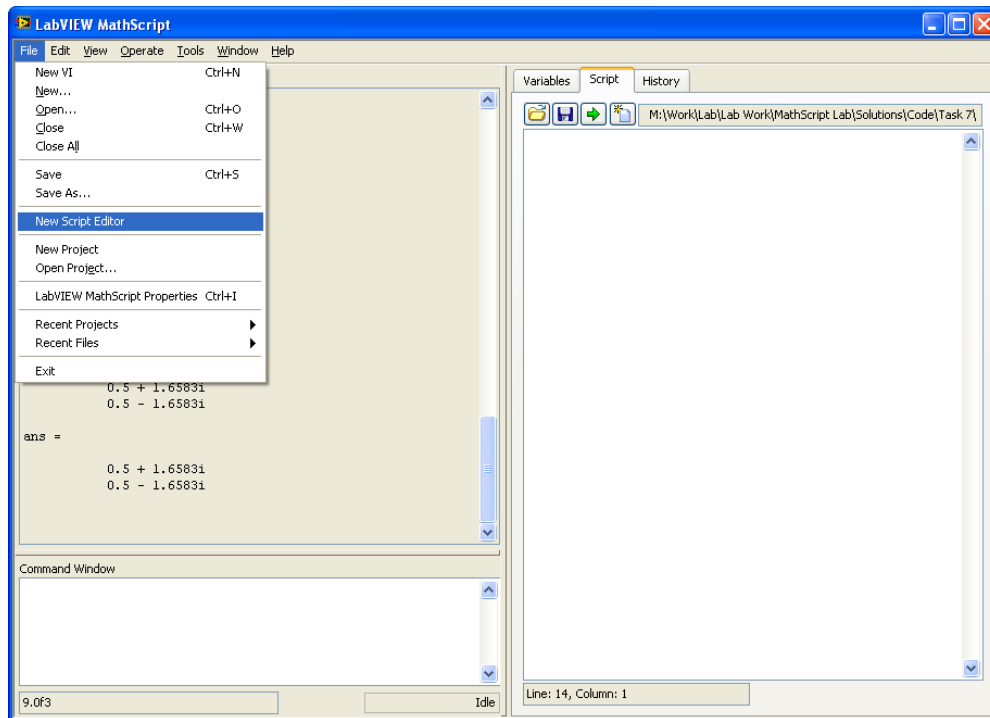 LabVIEW MathScript
File Edit View Operate Tools Window Help
New VI Ctrl+N
New...
Open... Ctrl+O
Close Ctrl+W
Close All
Save Ctrl+S
Save As...
New Script Editor
New Project
Open Project...
LabVIEW MathScript Properties Ctrl+I
Recent Projects
Recent Files
Exit
0.5 + 1.6583i
0.5 - 1.6583i
ans =
0.5 + 1.6583i
0.5 - 1.6583i
Command Window
9.0f3 Idle
Variables Script History
M:\Work\Lab\Lab Work\MathScript Lab\Solutions\Code\Task 7\
Line: 14, Column: 1